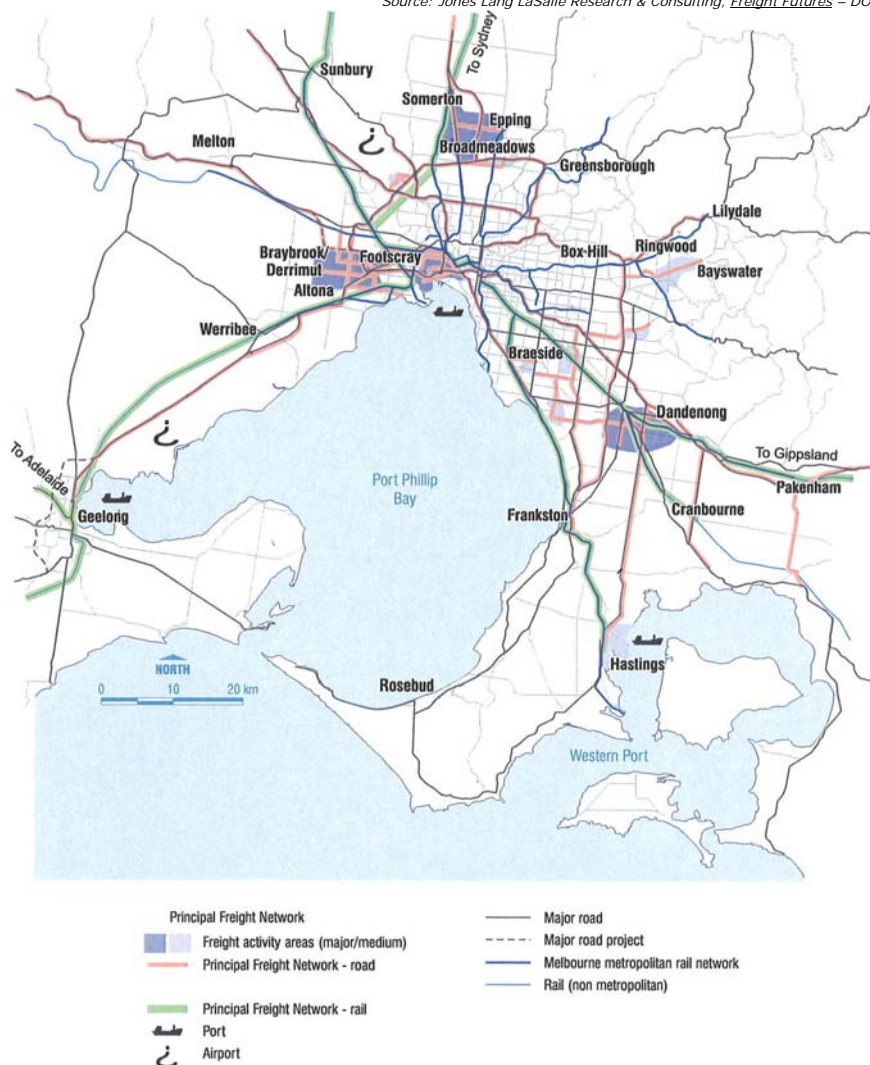 Source: Jones Lang LaSalle Research & Consulting, Freight Futures – DO
To Sydney
Sunbury
Somerton
Epping
Melton
Broadmeadows
Greensborough
Lilydale
Box Hill
Ringwood
Braybrook/
Derrimut
Footscray
Bayswater
Altona
Werribee
Braeside
Dandenong
To Adelaide
To Gippsland
Port Phillip
Bay
Pakenham
Geelong
Frankston
Cranbourne
NORTH
0 10 20 km
Rosebud
Hastings
Western Port
Principal Freight Network
Freight activity areas (major/medium)
Principal Freight Network - road
Principal Freight Network - rail
Port
Airport
Major road
Major road project
Melbourne metropolitan rail network
Rail (non metropolitan)